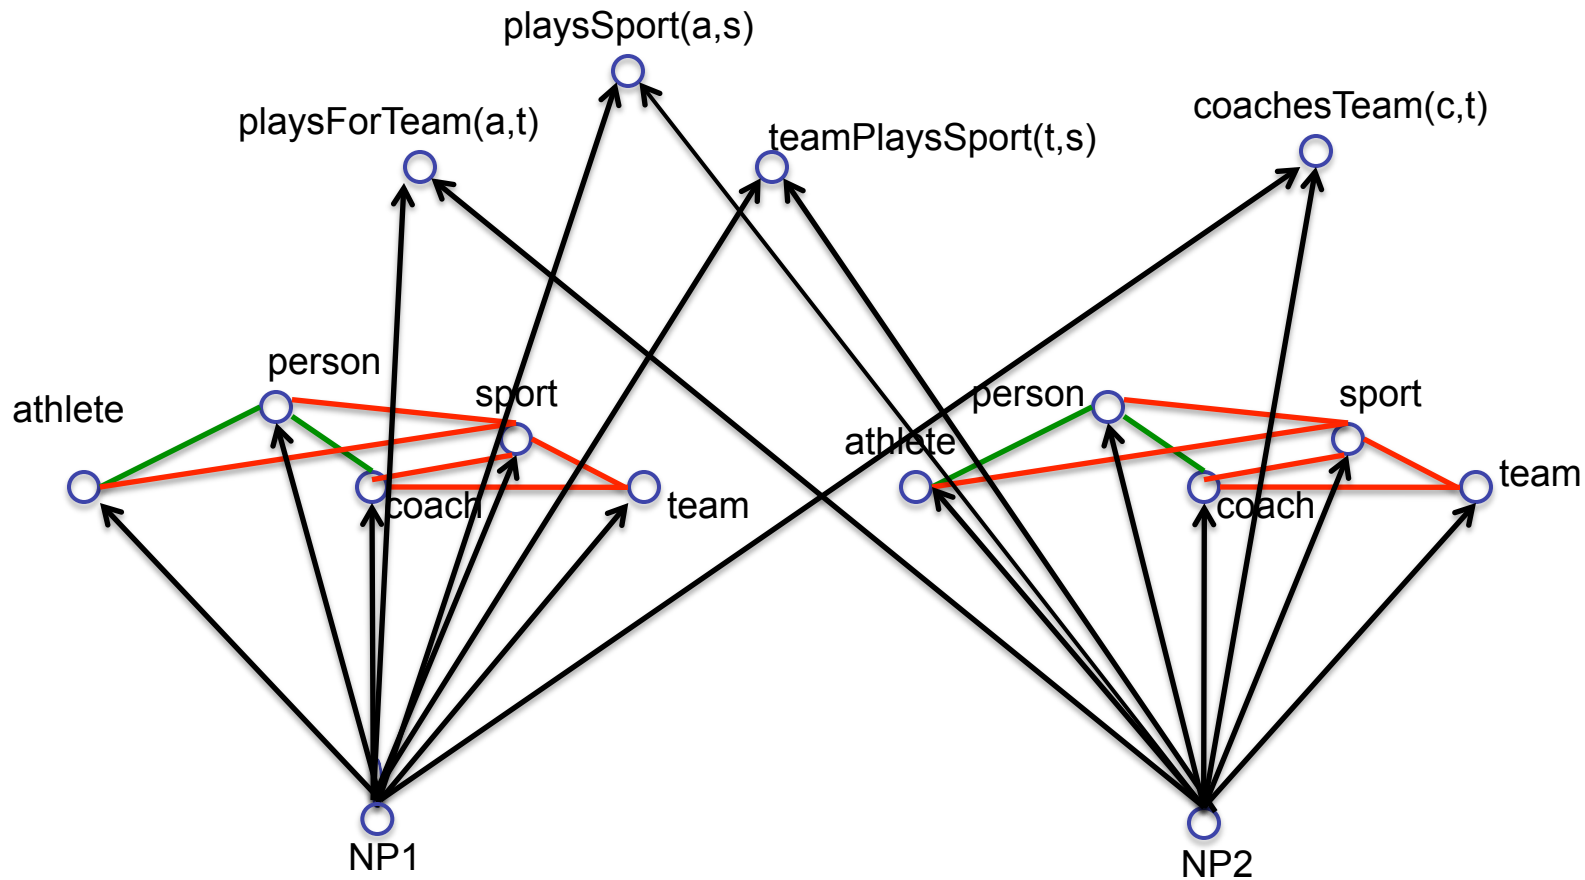 playsSport(a,s)
playsForTeam(a,t)
teamPlaysSport(t,s)
coachesTeam(c,t)
person
sport
athlete
coach
team
person
sport
athlete
coach
team
NP1
NP2